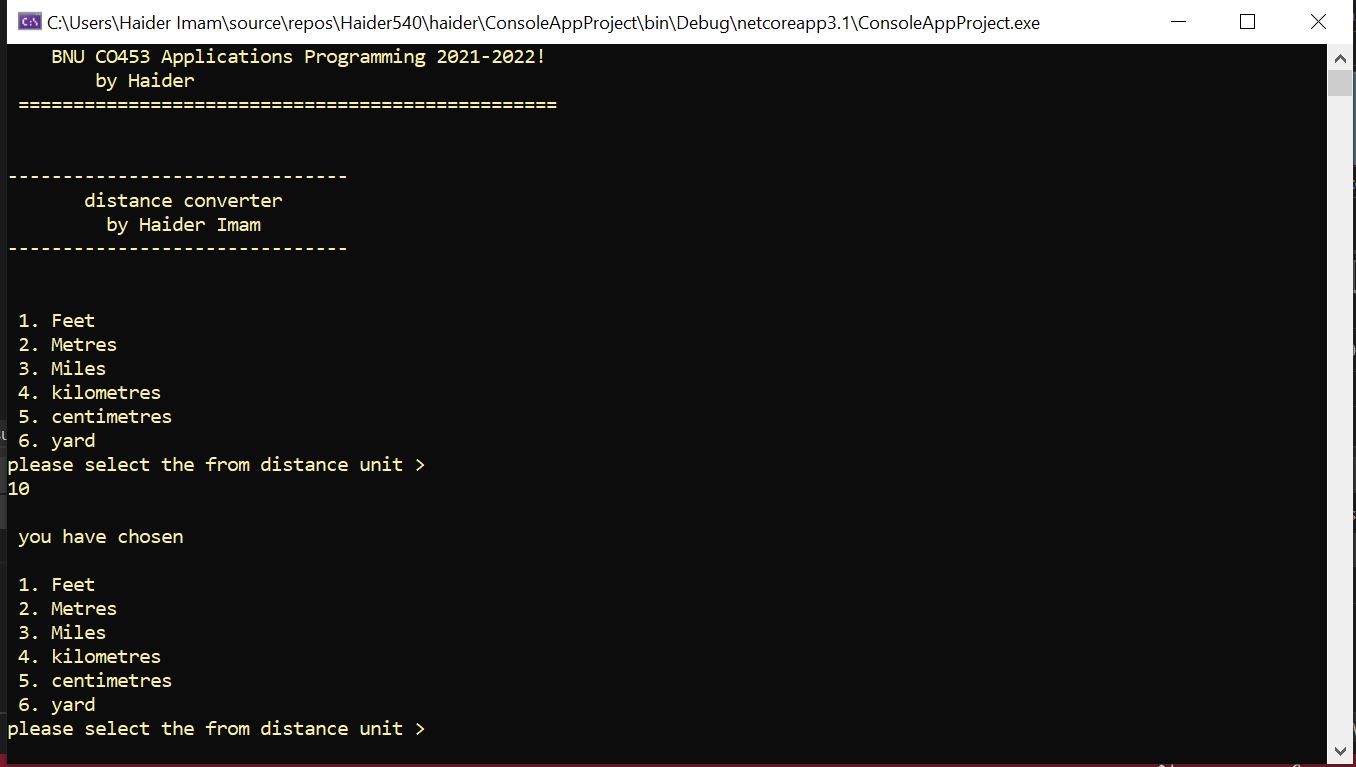 C:\Users\Haider Imam\source\repos\Haider540\haider\ConsoleAppProject\bin\Debug\netcoreapp3.1\ConsoleAppProject.exe
BNU CO453 Applications Programming 2021-2022!
by Haider
=================================================
-------------------------------
distance converter
by Haider Imam
-------------------------------
1. Feet
2. Metres
3. Miles
4. kilometres
5. centimetres
6. yard
please select the from distance unit >
10
you have chosen
1. Feet
2. Metres
3. Miles
4. kilometres
5. centimetres
6. yard
please select the from distance unit >